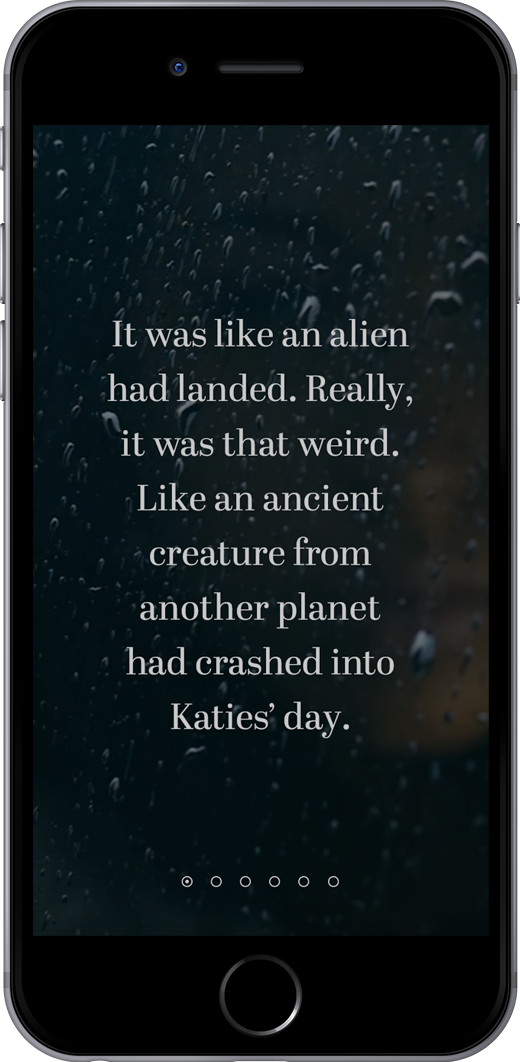 It was like an alien
had landed. Really,
it was that weird.
Like an ancient
creature from
another planet
had crashed into
Katies’ day.